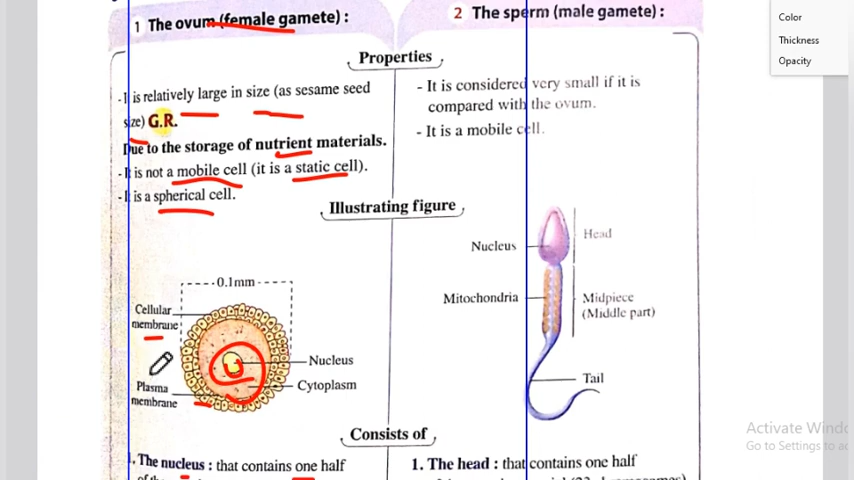 1 The ovum (female gamete) :
2 The sperm (male gamete) :
Properties
- It is relatively large in size (as sesame seed
size) G.R.
Due to the storage of nutrient materials.
- It is not a mobile cell (it is a static cell).
- It is a spherical cell.
- It is considered very small if it is
compared with the ovum.
- It is a mobile cell.
Illustrating figure
0.1mm
Cellular
membrane
Plasma
membrane
Nucleus
Cytoplasm
Nucleus
Mitochondria
Head
Midpiece
(Middle part)
Tail
Consists of
1. The nucleus : that contains one half
of the
1. The head : that contains one half
Color
Thickness
Opacity
Activate Windo
Go to Settings to a